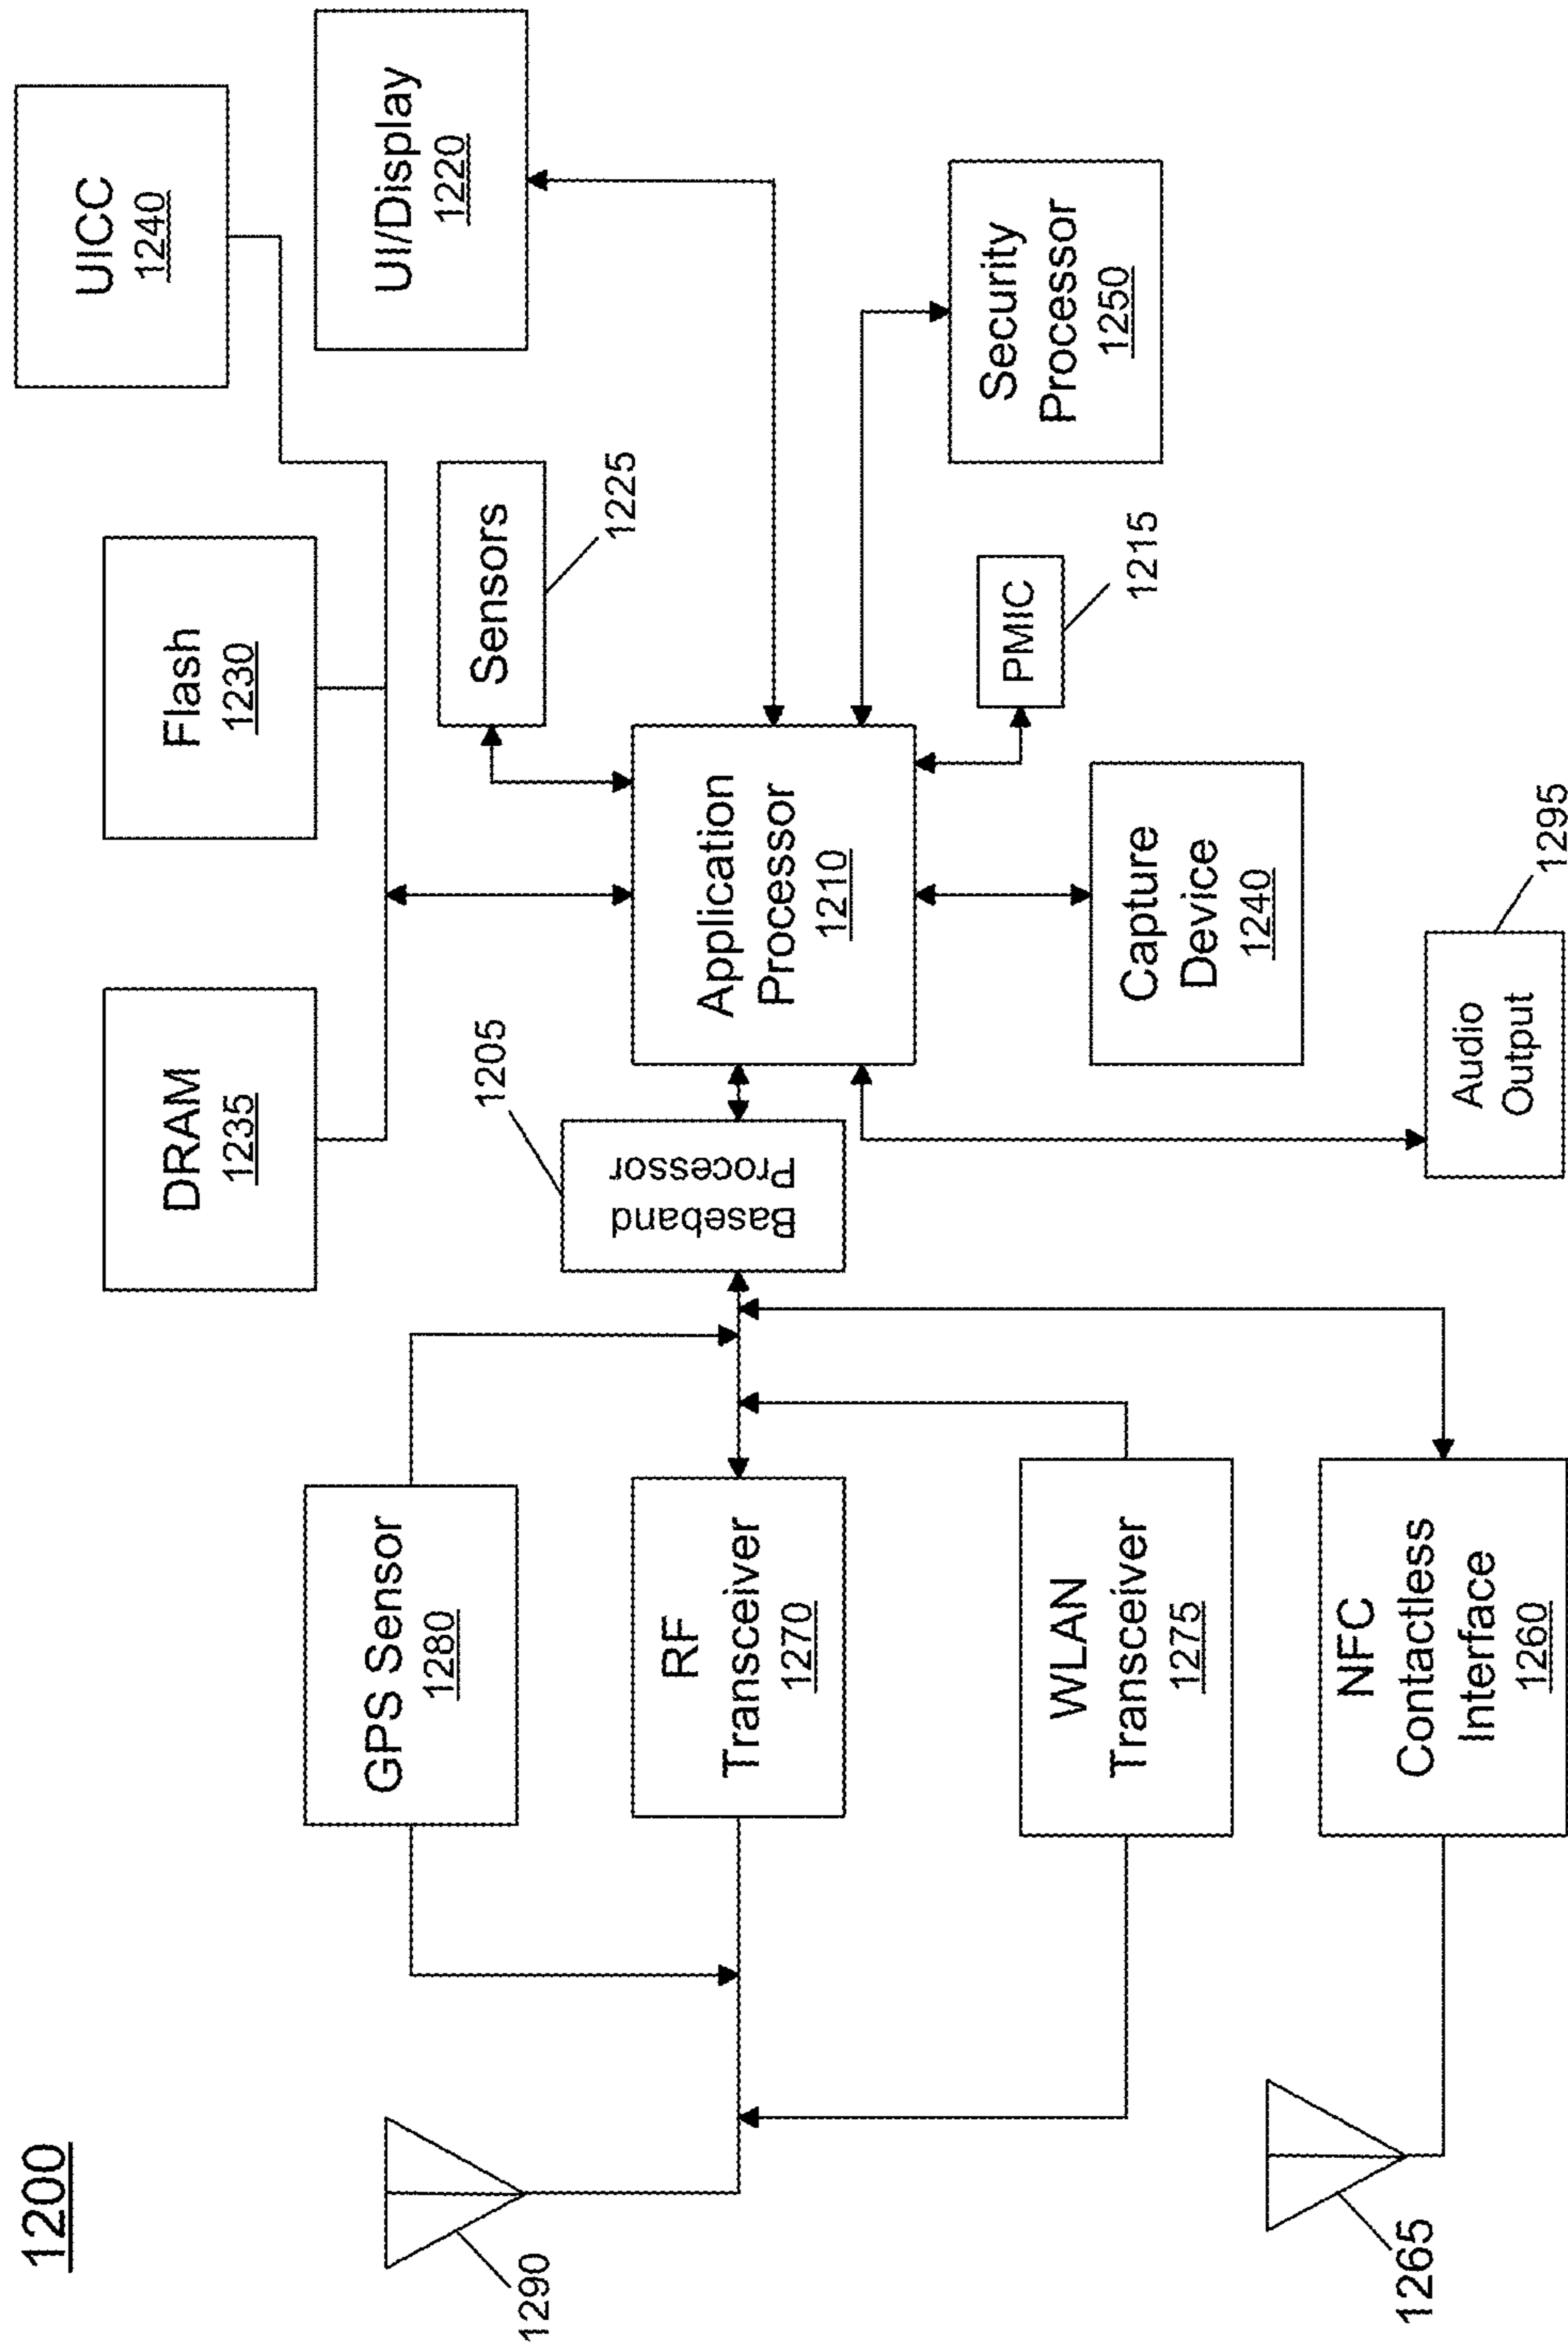 1200
UICC
1240
DRAM
1235
Flash
1230
UI/Display
1220
GPS Sensor
1280
Sensors
1225
1290
1205
Baseband
Processor
RF
Transceiver
1270
Application
Processor
1210
Security
Processor
1250
PMIC
1215
WLAN
Transceiver
1275
Capture
Device
1240
1265
NFC
Contactless
Interface
1260
Audio
Output
1295